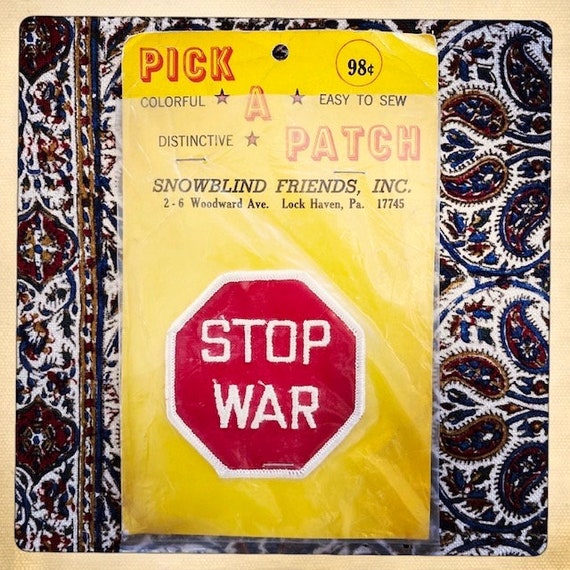 PICK
98¢
COLORFUL ★ A ★ EASY TO SEW
DISTINCTIVE ★ PATCH
SNOWBLIND FRIENDS, INC.
2-6 Woodward Ave. Lock Haven, Pa. 17745
STOP
WAR